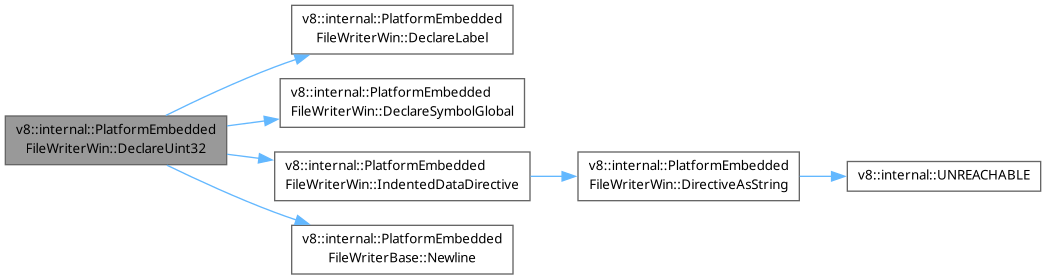 v8::internal::PlatformEmbedded
FileWriterWin::DeclareLabel
v8::internal::PlatformEmbedded
FileWriterWin::DeclareSymbolGlobal
v8::internal::PlatformEmbedded
FileWriterWin::DeclareUint32
v8::internal::PlatformEmbedded
FileWriterWin::IndentedDataDirective
v8::internal::PlatformEmbedded
FileWriterWin::DirectiveAsString
v8::internal::UNREACHABLE
v8::internal::PlatformEmbedded
FileWriterBase::Newline